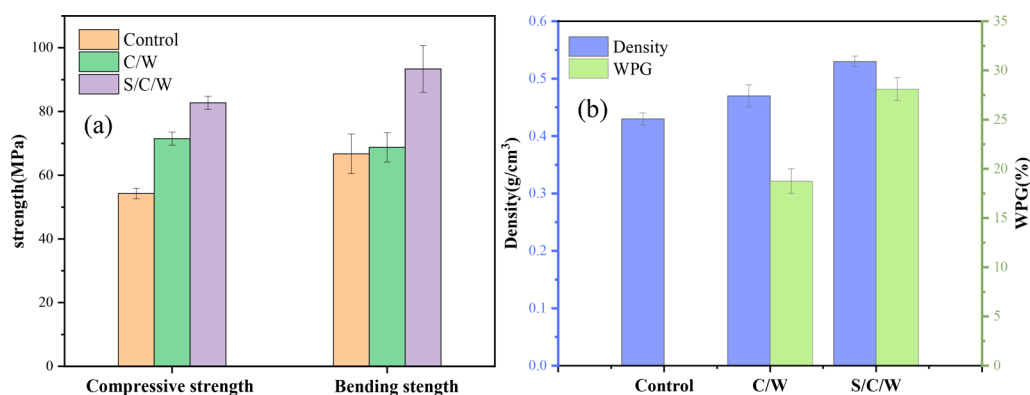 Control
C/W
S/C/W
(a)
strength(MPa)
100
80
60
40
20
0
Compressive strength
Bending stength
Density
WPG
(b)
Density(g/cm³)
0.6
0.5
0.4
0.3
0.2
0.1
0.0
WPG(%)
35
30
25
20
15
10
5
0
Control
C/W
S/C/W